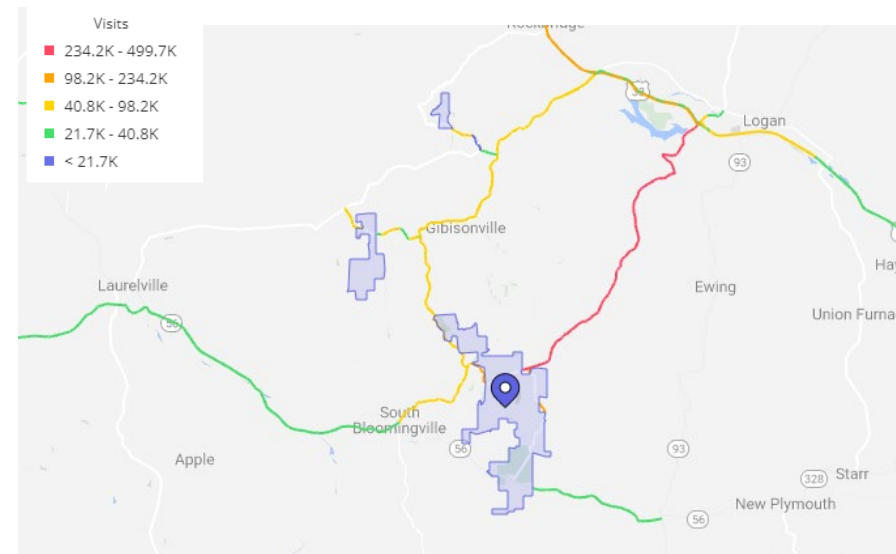 Visits
234.2K - 499.7K
98.2K - 234.2K
40.8K - 98.2K
21.7K - 40.8K
< 21.7K
Rockbridge
33
Logan
93
Gibisonville
Laurelville
Ewing
56
Union Furna
South
Bloomingville
56
93
Apple
328
Starr
New Plymouth
56